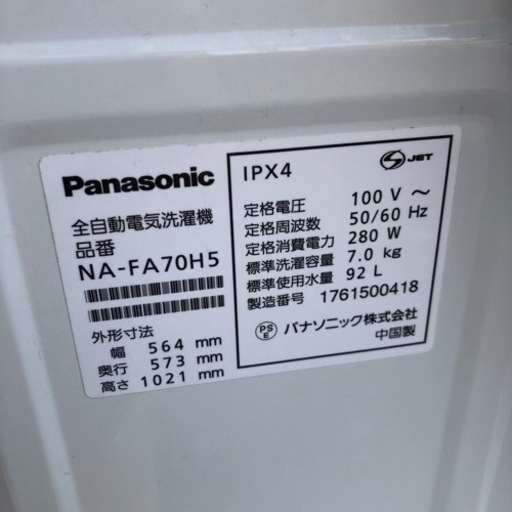 Panasonic
全自動電気洗濯機
品番
NA-FA70H5
外形寸法
幅 564 mm
奥行 573 mm
高さ 1021 mm
IPX4
S JET
定格電圧 100 V ～
定格周波数 50/60 Hz
定格消費電力 280 W
標準洗濯容量 7.0 kg
標準使用水量 92 L
製造番号 1761500418
PSE パナソニック株式会社
中国製